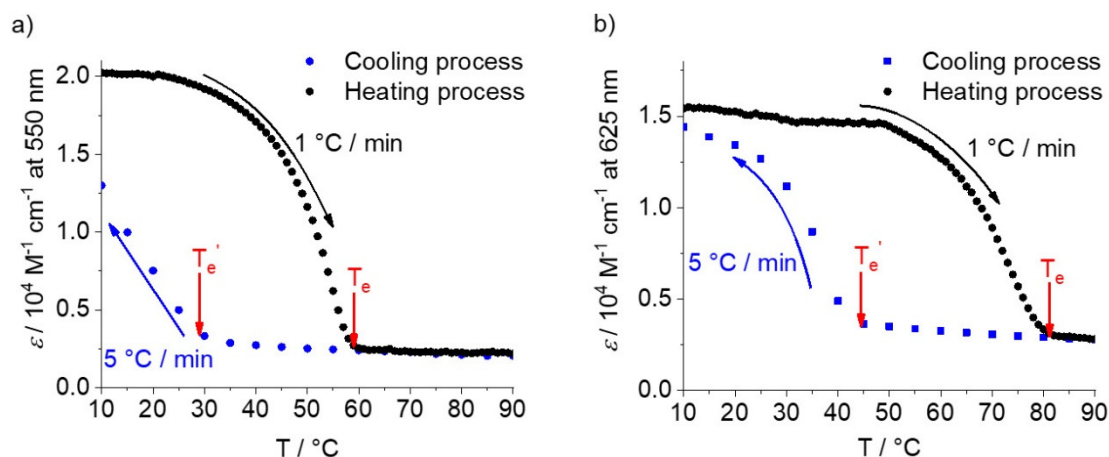 a)
Cooling process
Heating process
1 °C / min
5 °C / min
Te'
Te
ε / 10⁴ M⁻¹ cm⁻¹ at 550 nm
2.0
1.5
1.0
0.5
0.0
10 20 30 40 50 60 70 80 90
T / °C
b)
Cooling process
Heating process
1 °C / min
5 °C / min
Te'
Te
ε / 10⁴ M⁻¹ cm⁻¹ at 625 nm
1.5
1.0
0.5
0.0
10 20 30 40 50 60 70 80 90
T / °C